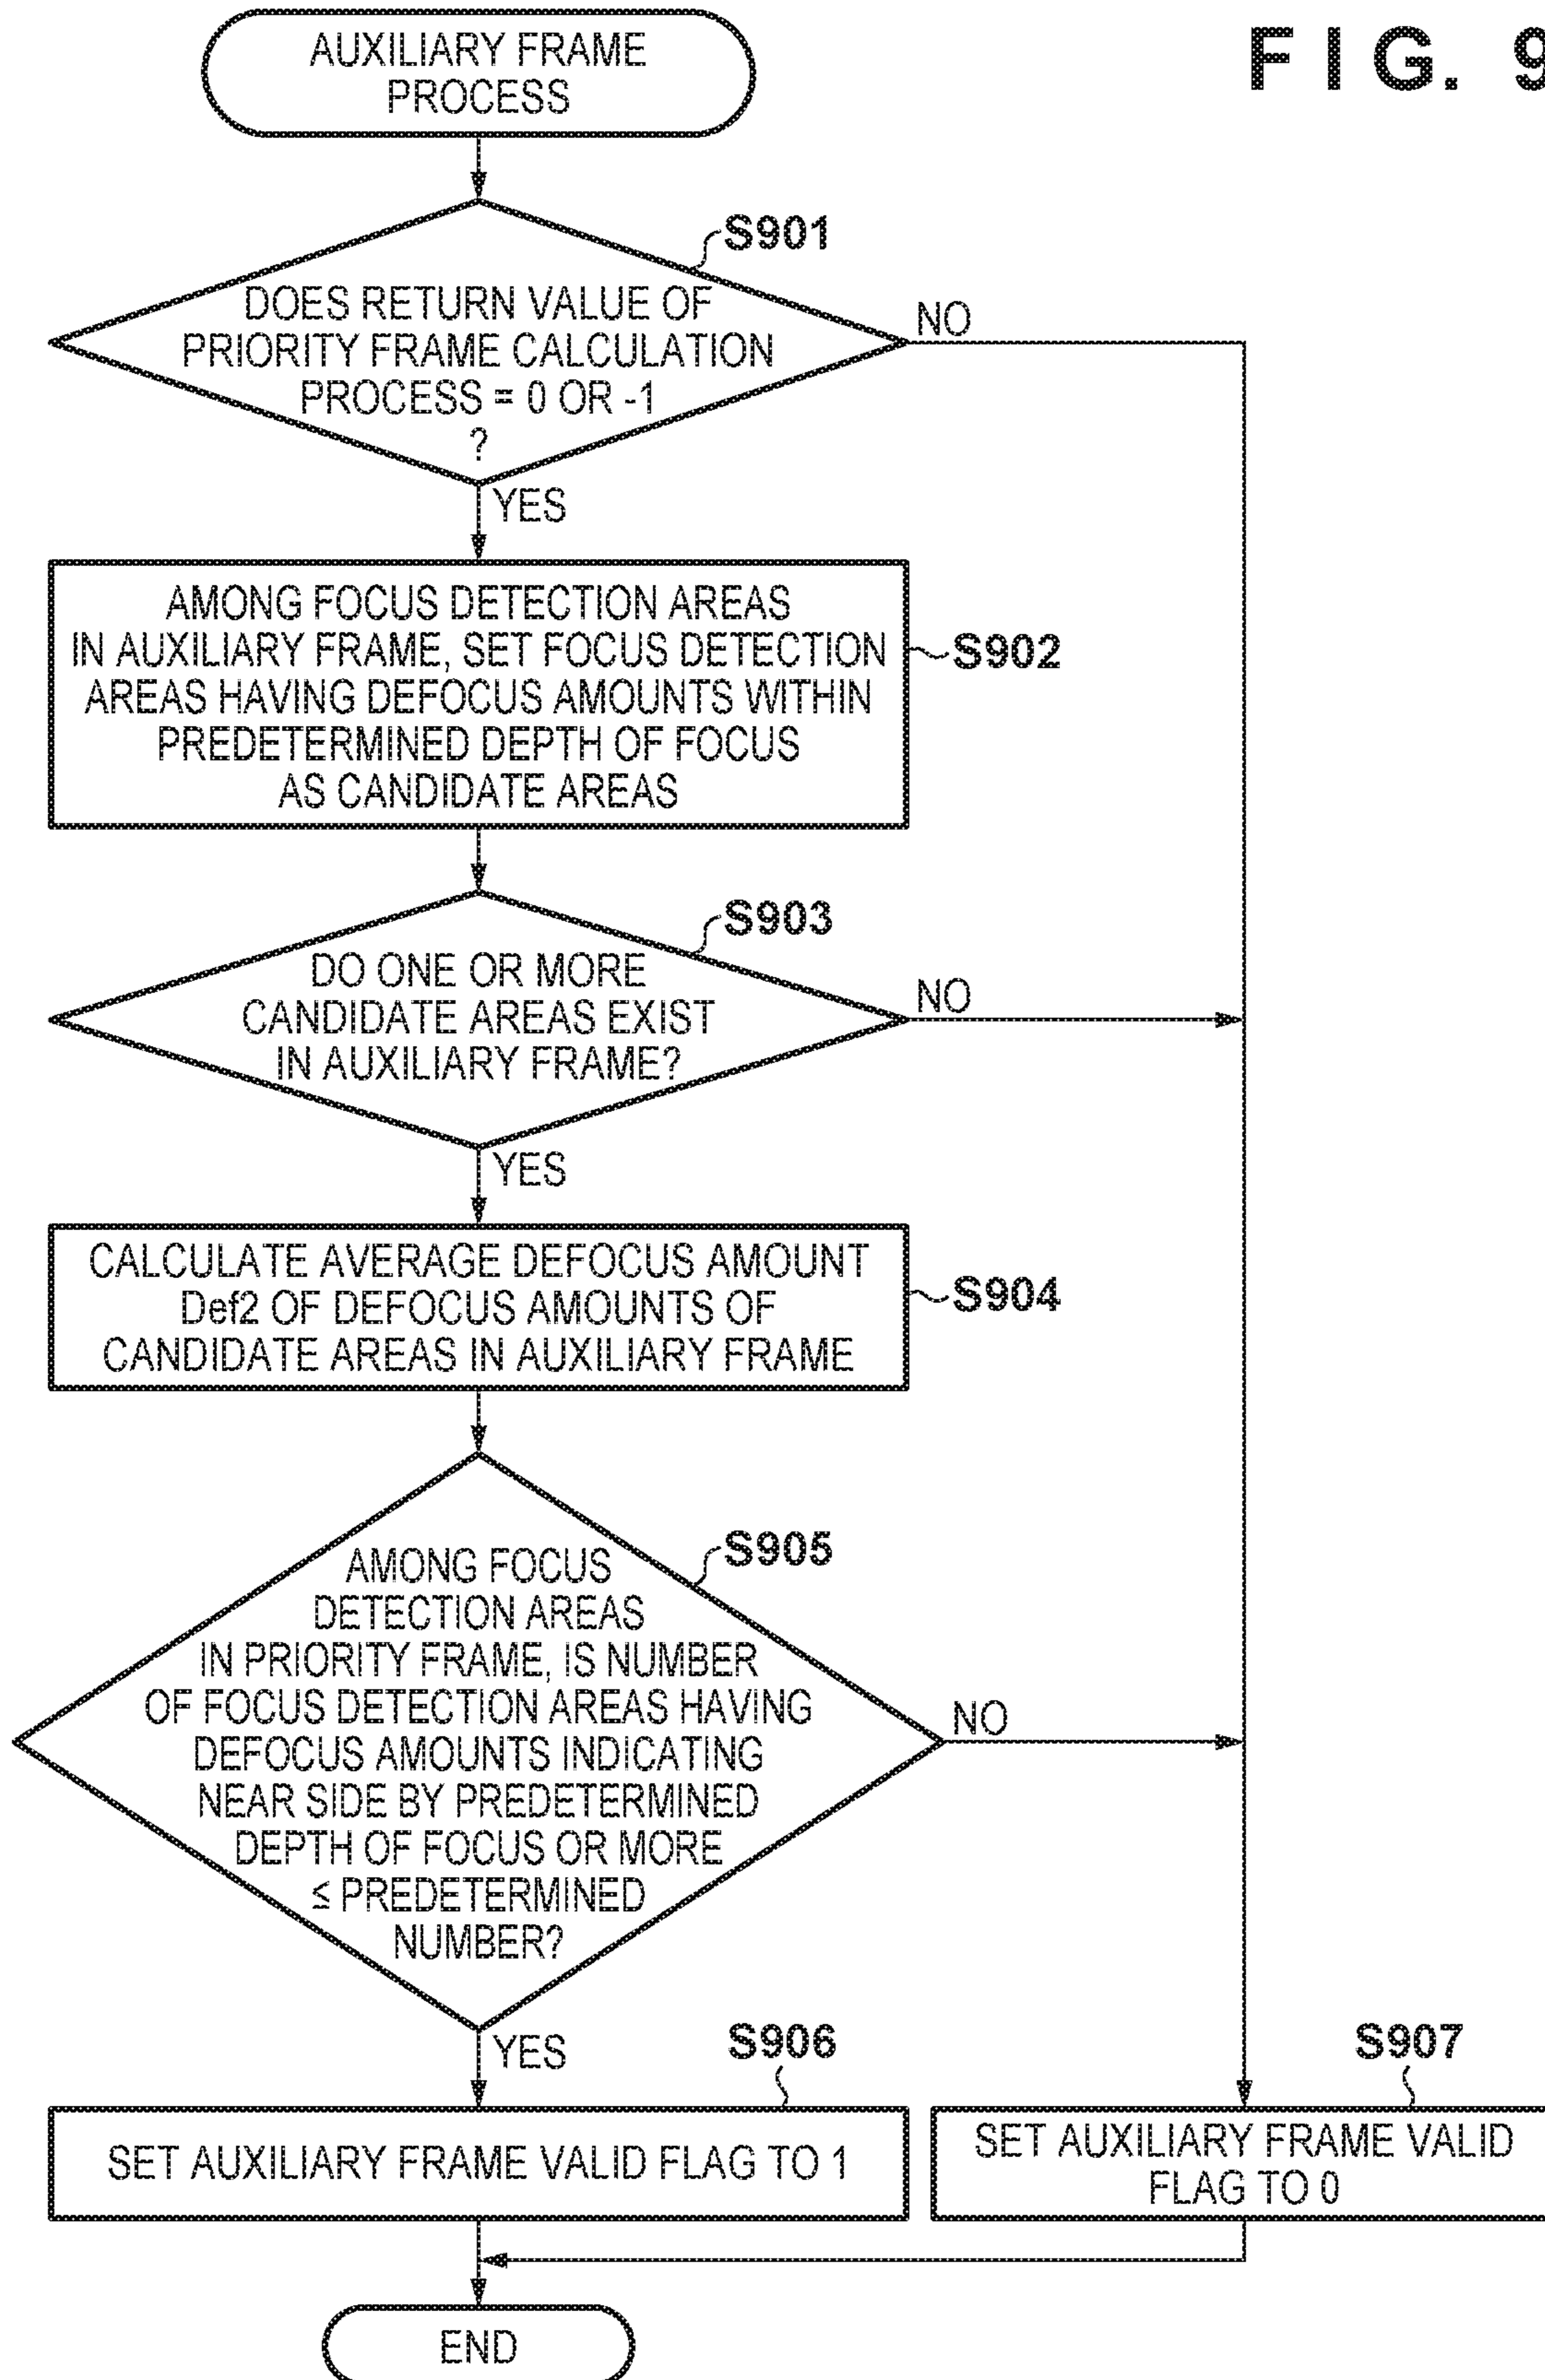 FIG. 9
AUXILIARY FRAME
PROCESS
S901
DOES RETURN VALUE OF
PRIORITY FRAME CALCULATION
PROCESS = 0 OR -1
?
NO
YES
AMONG FOCUS DETECTION AREAS
IN AUXILIARY FRAME, SET FOCUS DETECTION
AREAS HAVING DEFOCUS AMOUNTS WITHIN
PREDETERMINED DEPTH OF FOCUS
AS CANDIDATE AREAS
S902
S903
DO ONE OR MORE
CANDIDATE AREAS EXIST
IN AUXILIARY FRAME?
NO
YES
CALCULATE AVERAGE DEFOCUS AMOUNT
Def2 OF DEFOCUS AMOUNTS OF
CANDIDATE AREAS IN AUXILIARY FRAME
S904
S905
AMONG FOCUS
DETECTION AREAS
IN PRIORITY FRAME, IS NUMBER
OF FOCUS DETECTION AREAS HAVING
DEFOCUS AMOUNTS INDICATING
NEAR SIDE BY PREDETERMINED
DEPTH OF FOCUS OR MORE
≤ PREDETERMINED
NUMBER?
NO
YES
S906
SET AUXILIARY FRAME VALID FLAG TO 1
S907
SET AUXILIARY FRAME VALID
FLAG TO 0
END